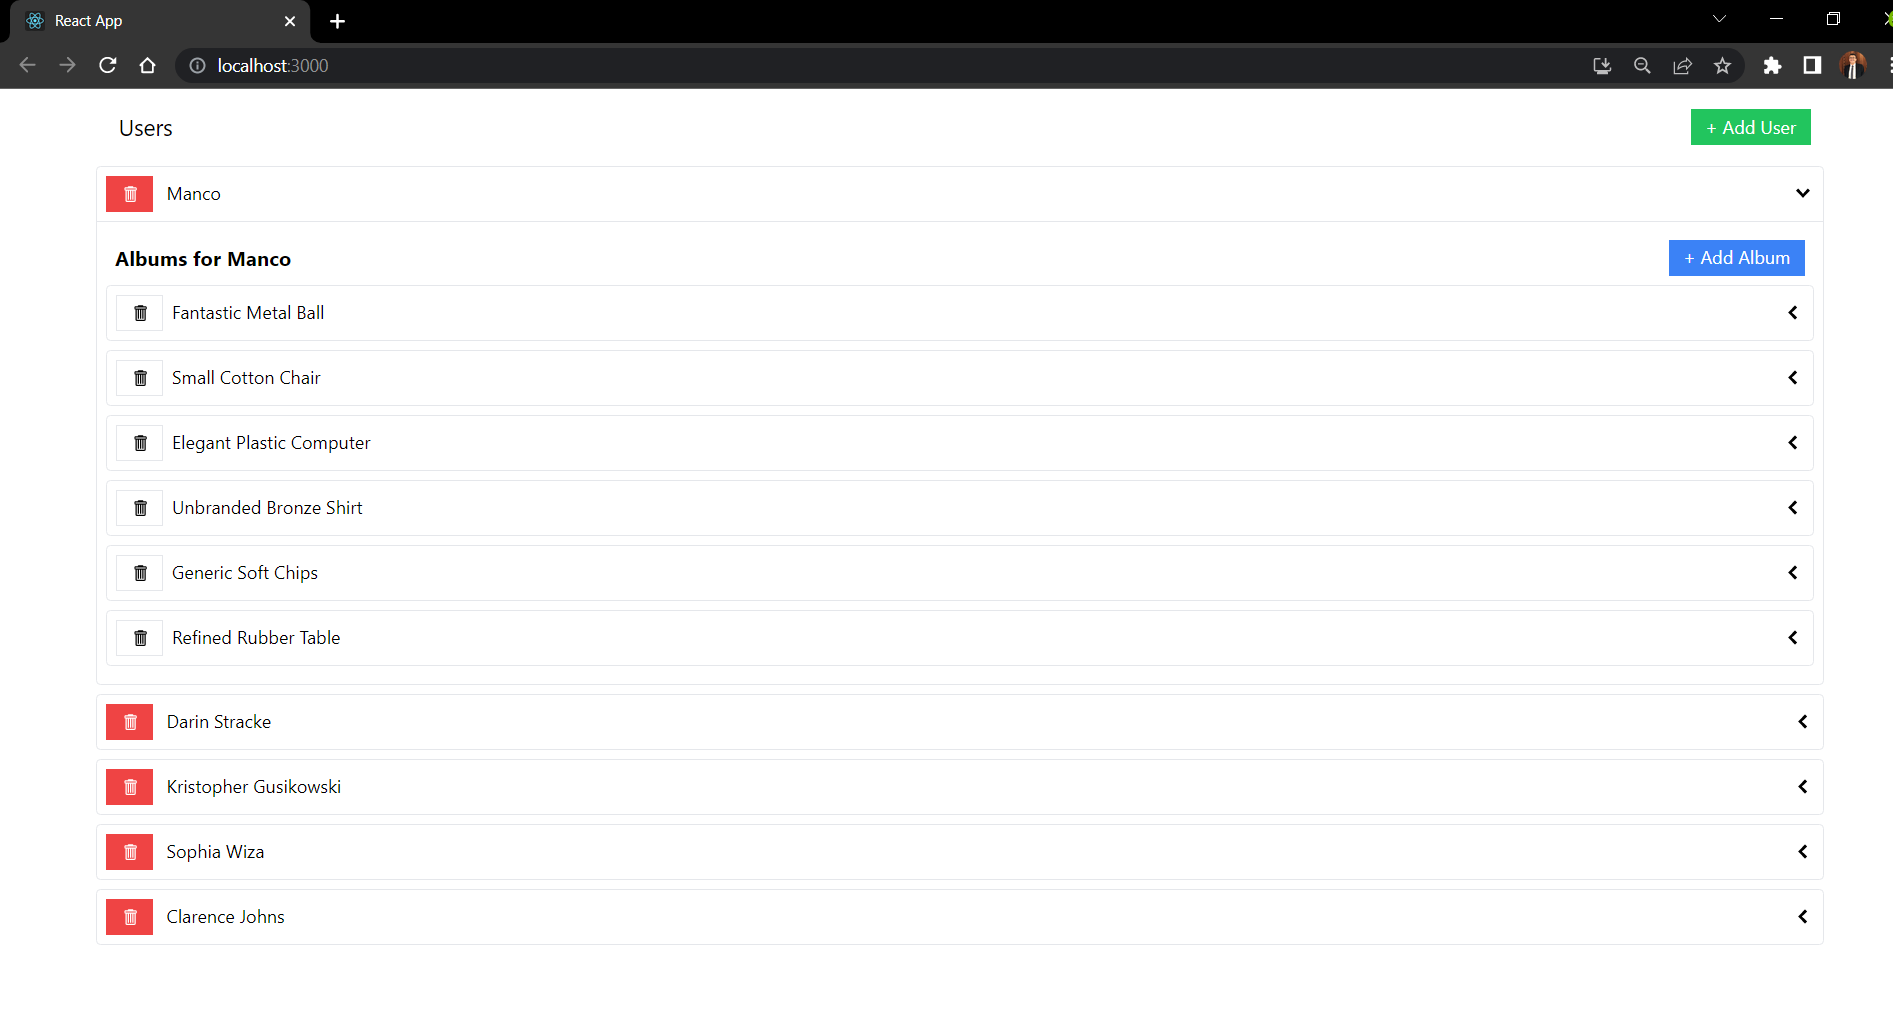 React App
localhost:3000
Users
+ Add User
Manco
Albums for Manco
+ Add Album
Fantastic Metal Ball
Small Cotton Chair
Elegant Plastic Computer
Unbranded Bronze Shirt
Generic Soft Chips
Refined Rubber Table
Darin Stracke
Kristopher Gusikowski
Sophia Wiza
Clarence Johns